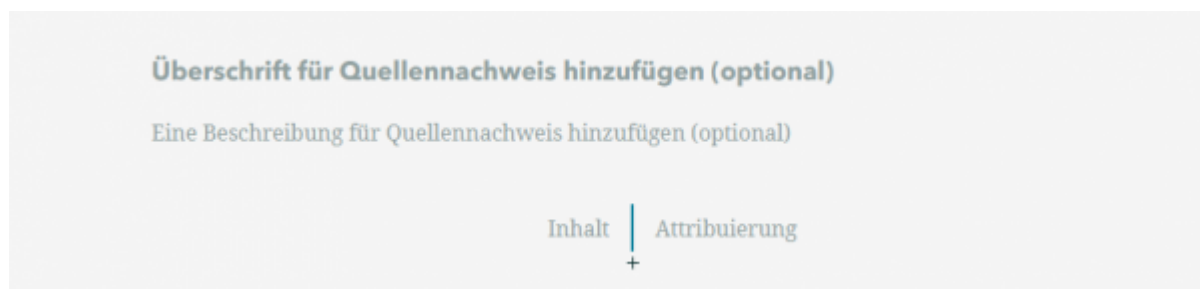 Überschrift für Quellennachweis hinzufügen (optional)
Eine Beschreibung für Quellennachweis hinzufügen (optional)
Inhalt | Attribuierung
+